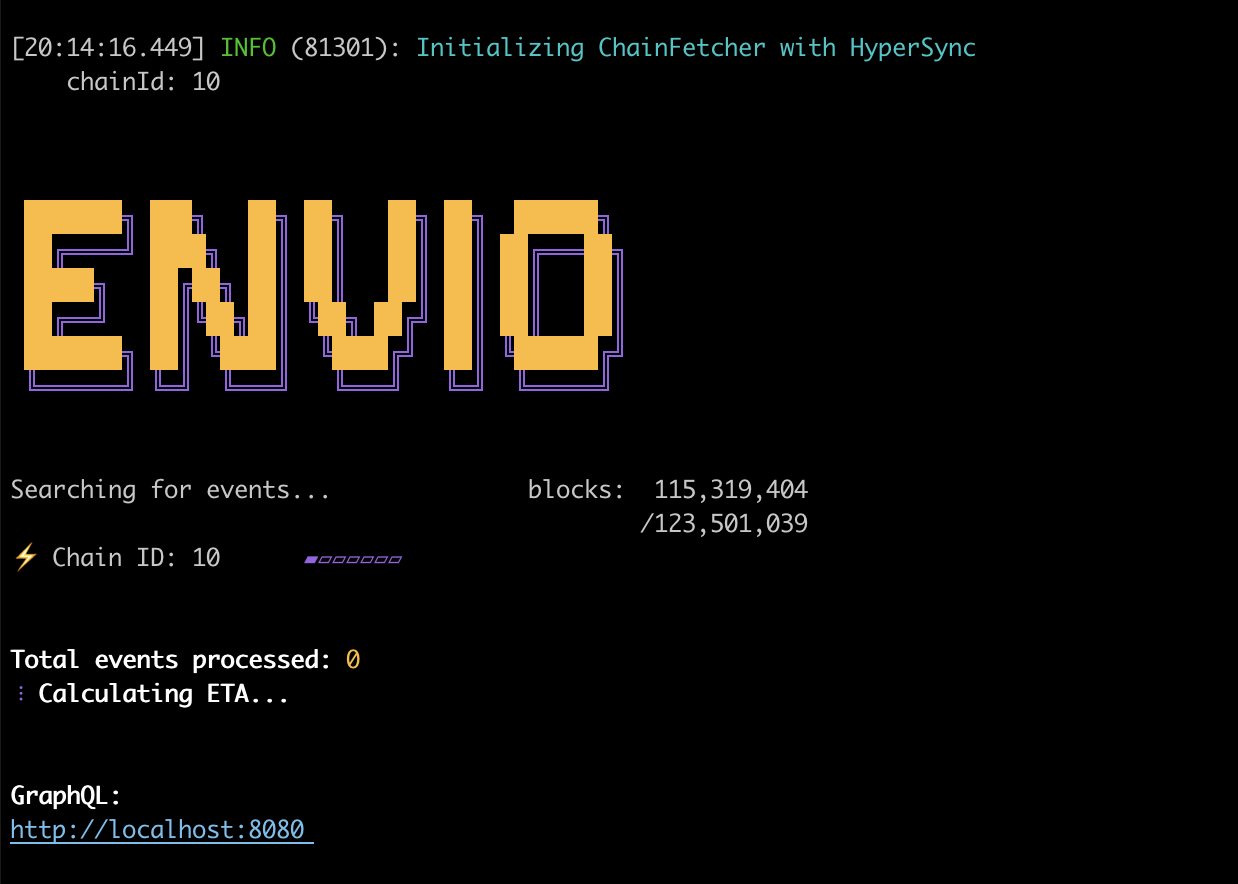 [20:14:16.449] INFO (81301): Initializing ChainFetcher with HyperSync
chainId: 10
ENVIO
Searching for events... blocks: 115,319,404
/123,501,039
⚡ Chain ID: 10
Total events processed: 0
Calculating ETA...
GraphQL:
http://localhost:8080